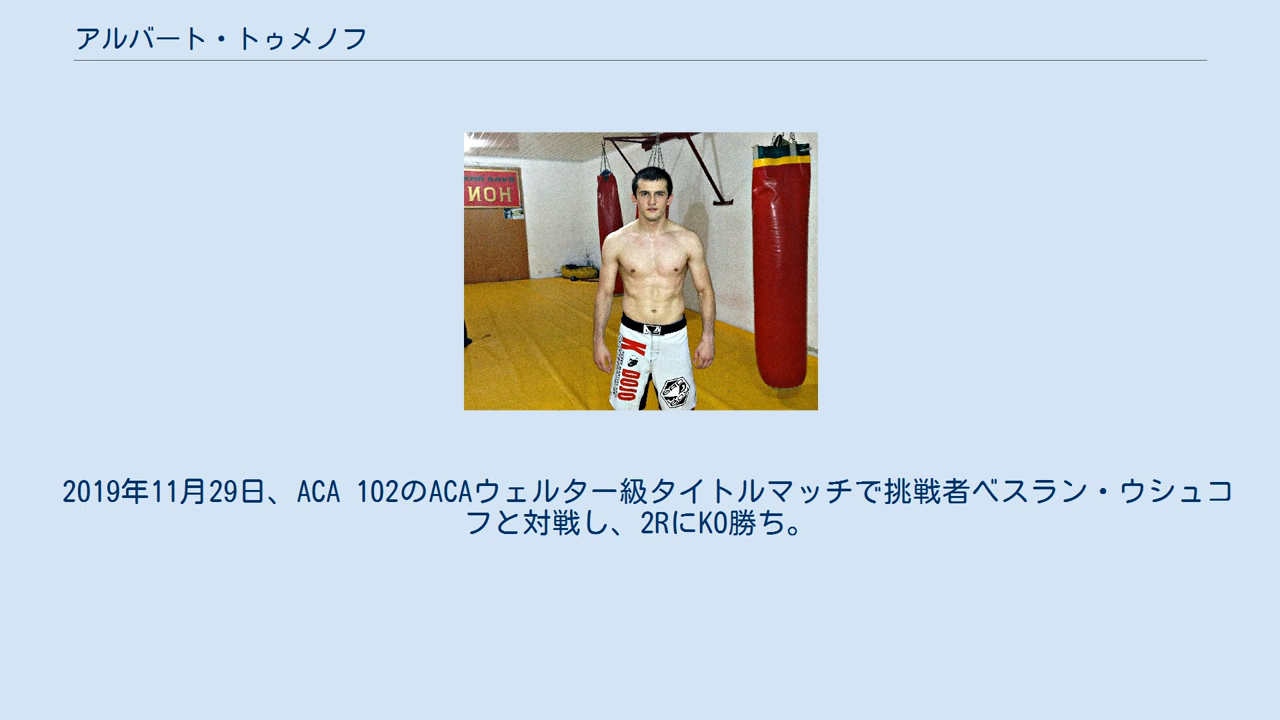 アルバート・トゥメノフ
ИОН
K DOJO
2019年11月29日、ACA 102のACAウェルター級タイトルマッチで挑戦者ベスラン・ウシュコ
フと対戦し、2RにKO勝ち。